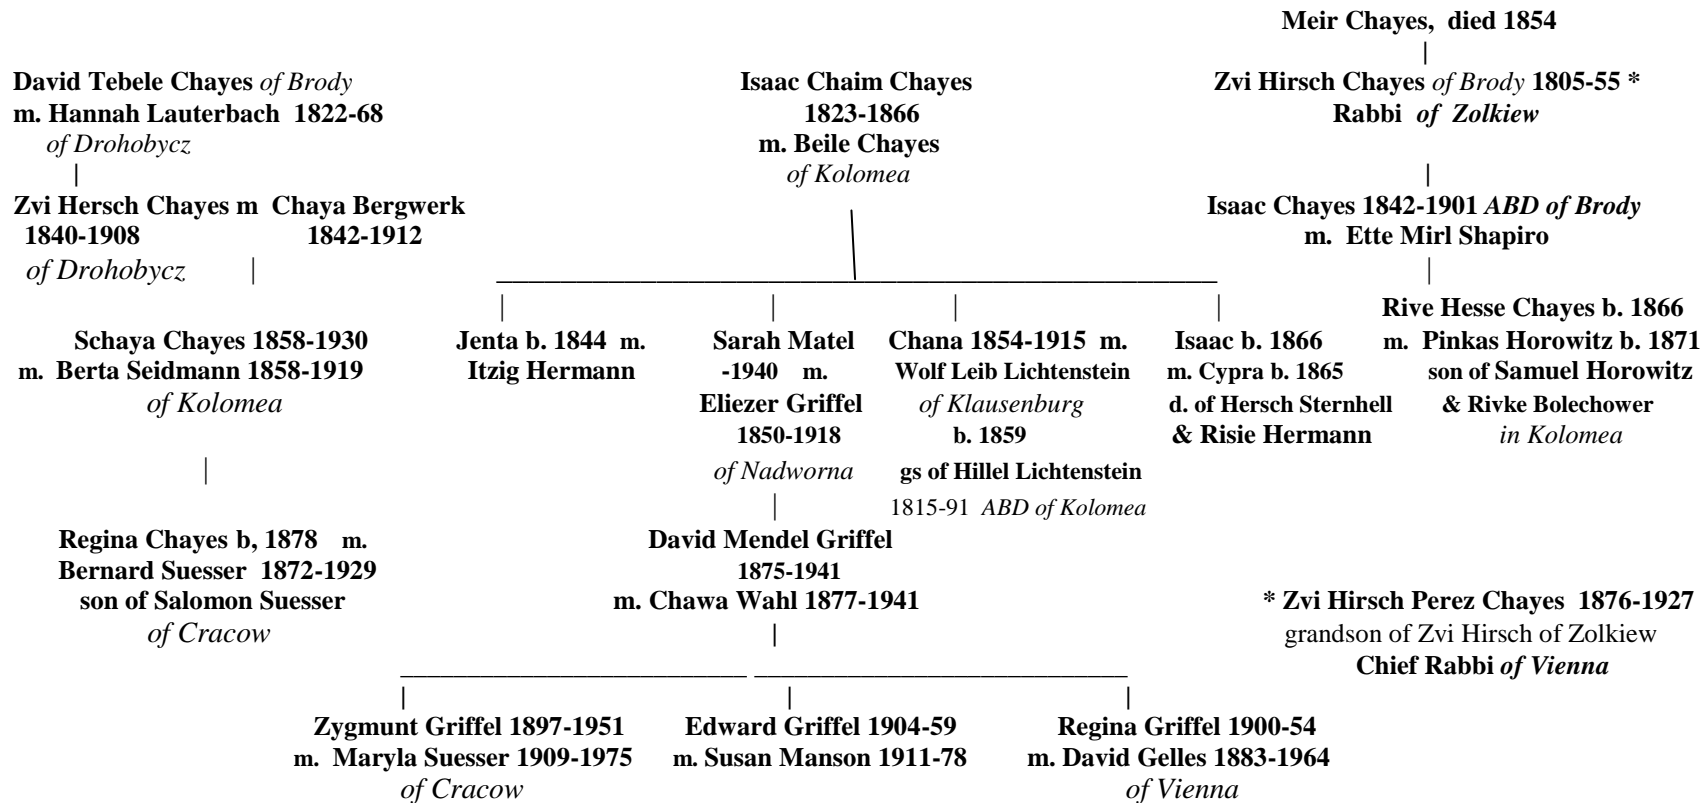 Meir Chayes, died 1854
David Tebele Chayes of Brody
m. Hannah Lauterbach 1822-68
of Drohobycz
Isaac Chaim Chayes
1823-1866
m. Beile Chayes
of Kolomea
Zvi Hirsch Chayes of Brody 1805-55 *
Rabbi of Zolkiew
Zvi Hersch Chayes m Chaya Bergwerk
1840-1908 1842-1912
of Drohobycz
Isaac Chayes 1842-1901 ABD of Brody
m. Ette Mirl Shapiro
Schaya Chayes 1858-1930
m. Berta Seidmann 1858-1919
of Kolomea
Jenta b. 1844 m.
Itzig Hermann
Sarah Matel
-1940 m.
Eliezer Griffel
1850-1918
of Nadworna
Chana 1854-1915 m.
Wolf Leib Lichtenstein
of Klausenburg
b. 1859
gs of Hillel Lichtenstein
1815-91 ABD of Kolomea
Isaac b. 1866
m. Cypra b. 1865
d. of Hersch Sternhell
& Risie Hermann
Rive Hesse Chayes b. 1866
m. Pinkas Horowitz b. 1871
son of Samuel Horowitz
& Rivke Bolechower
in Kolomea
Regina Chayes b, 1878 m.
Bernard Suesser 1872-1929
son of Salomon Suesser
of Cracow
David Mendel Griffel
1875-1941
m. Chawa Wahl 1877-1941
* Zvi Hirsch Perez Chayes 1876-1927
grandson of Zvi Hirsch of Zolkiew
Chief Rabbi of Vienna
Zygmunt Griffel 1897-1951
m. Maryla Suesser 1909-1975
of Cracow
Edward Griffel 1904-59
m. Susan Manson 1911-78
Regina Griffel 1900-54
m. David Gelles 1883-1964
of Vienna